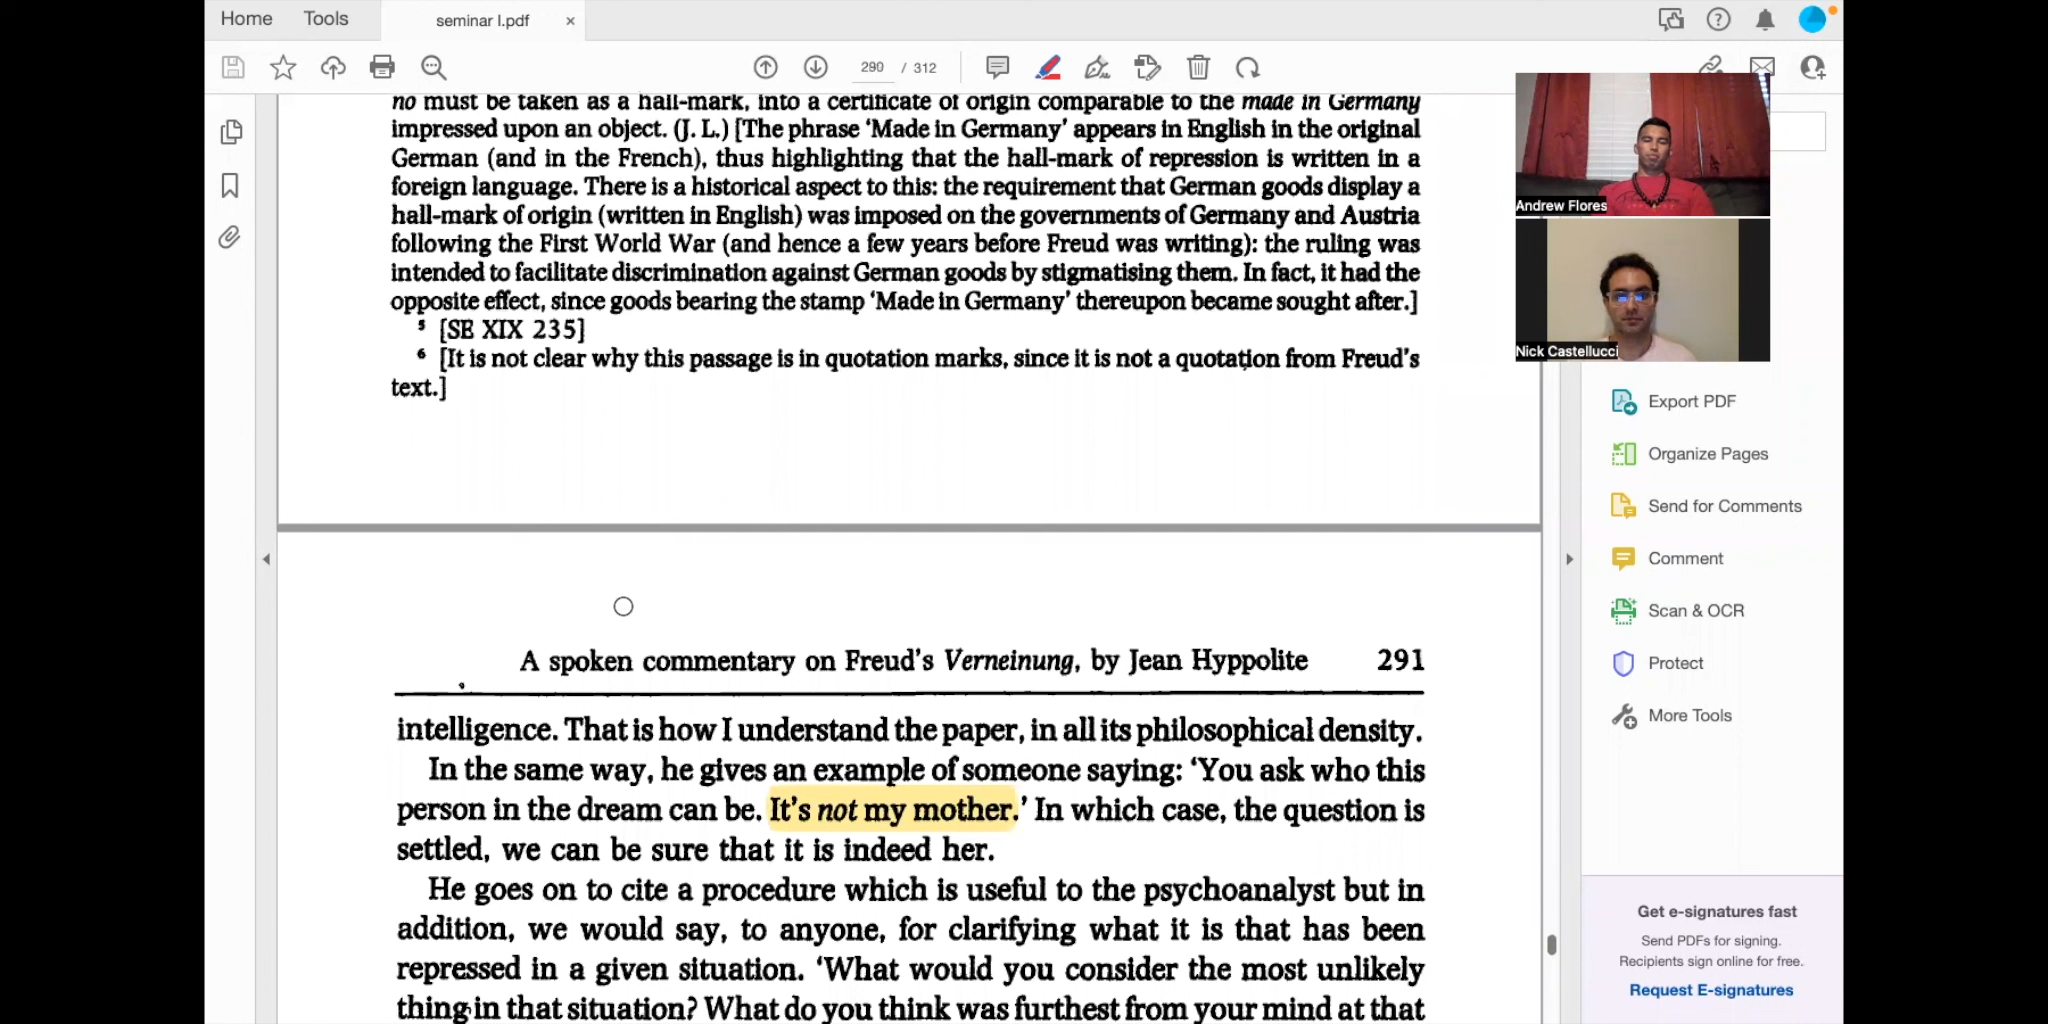 Home Tools seminar I.pdf ×
290 / 312
no must be taken as a hall-mark, into a certificate of origin comparable to the made in Germany
impressed upon an object. (J. L.) [The phrase ‘Made in Germany’ appears in English in the original
German (and in the French), thus highlighting that the hall-mark of repression is written in a
foreign language. There is a historical aspect to this: the requirement that German goods display a
hall-mark of origin (written in English) was imposed on the governments of Germany and Austria
following the First World War (and hence a few years before Freud was writing): the ruling was
intended to facilitate discrimination against German goods by stigmatising them. In fact, it had the
opposite effect, since goods bearing the stamp ‘Made in Germany’ thereupon became sought after.]
5 [SE XIX 235]
6 [It is not clear why this passage is in quotation marks, since it is not a quotation from Freud's
text.]
A spoken commentary on Freud's Verneinung, by Jean Hyppolite 291
intelligence. That is how I understand the paper, in all its philosophical density.
In the same way, he gives an example of someone saying: ‘You ask who this
person in the dream can be. It's not my mother.’ In which case, the question is
settled, we can be sure that it is indeed her.
He goes on to cite a procedure which is useful to the psychoanalyst but in
addition, we would say, to anyone, for clarifying what it is that has been
repressed in a given situation. ‘What would you consider the most unlikely
thing in that situation? What do you think was furthest from your mind at that
Andrew Flores
Nick Castellucci
Export PDF
Organize Pages
Send for Comments
Comment
Scan & OCR
Protect
More Tools
Get e-signatures fast
Send PDFs for signing.
Recipients sign online for free.
Request E-signatures